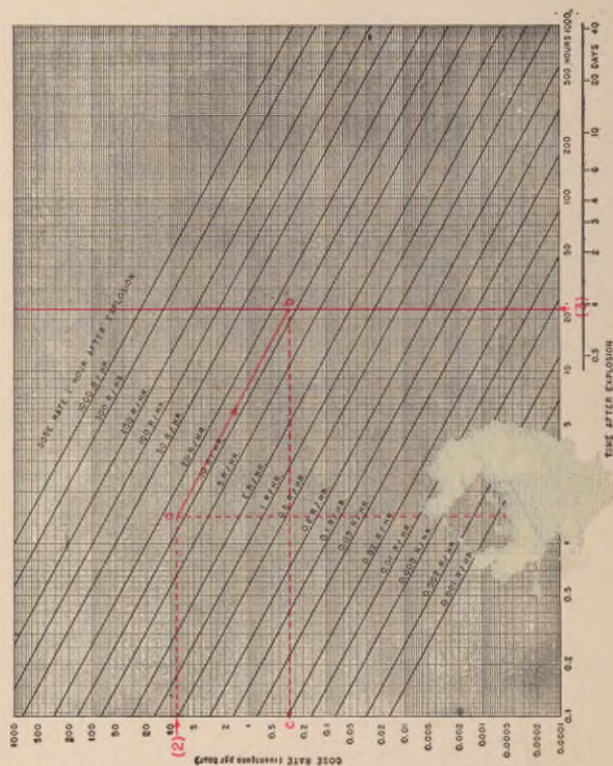 DOSE RATE (roentgens per hour)
1000
500
200
100
50
20
(2)
5
2
1
0.5
C
0.2
0.1
0.05
0.02
0.01
0.005
0.002
0.0005
0.0002
0.0001
DOSE RATE 1 HOUR AFTER EXPLOSION
1000 R/HR
500 R/HR
200 R/HR
100 R/HR
50 R/HR
20 R/HR
10 R/HR
5 R/HR
2 R/HR
1 R/HR
0.5 R/HR
0.2 R/HR
0.1 R/HR
0.05 R/HR
0.02 R/HR
0.01 R/HR
0.005 R/HR
0.002 R/HR
0.001 R/HR
D
0.1 0.2 0.5 1 5 10 20 50 100 200 500 HOURS 1000
0.5 1 2 3 4 6 10 20 DAYS 40
(3)
TIME AFTER EXPLOSION